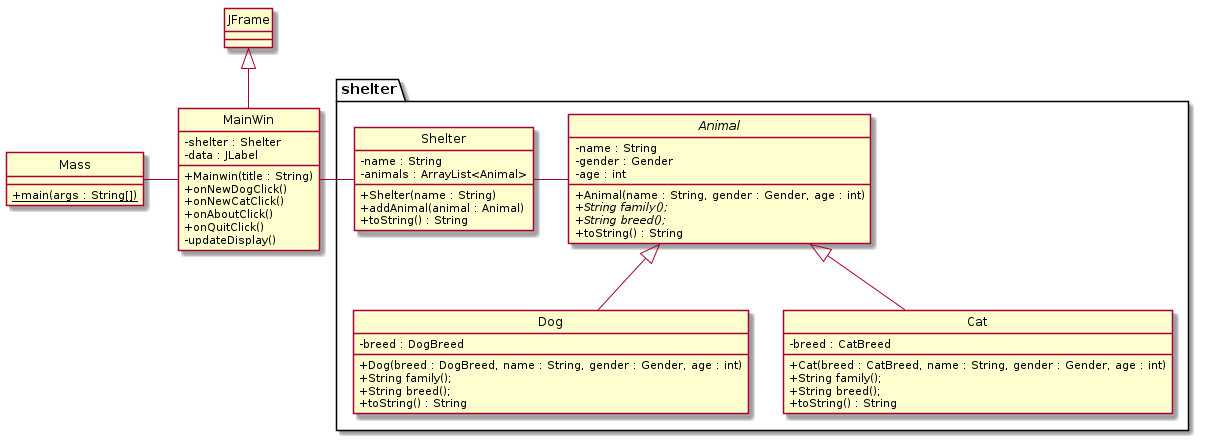 JFrame
shelter
MainWin
-shelter : Shelter
-data : JLabel
+Mainwin(title : String)
+onNewDogClick()
+onNewCatClick()
+onAboutClick()
+onQuitClick()
-updateDisplay()
Mass
+main(args : String[])
Shelter
-name : String
-animals : ArrayList<Animal>
+Shelter(name : String)
+addAnimal(animal : Animal)
+toString() : String
Animal
-name : String
-gender : Gender
-age : int
+Animal(name : String, gender : Gender, age : int)
+String family();
+String breed();
+toString() : String
Dog
-breed : DogBreed
+Dog(breed : DogBreed, name : String, gender : Gender, age : int)
+String family();
+String breed();
+toString() : String
Cat
-breed : CatBreed
+Cat(breed : CatBreed, name : String, gender : Gender, age : int)
+String family();
+String breed();
+toString() : String